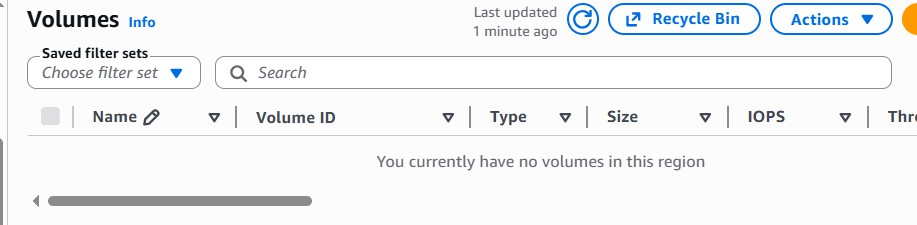 Volumes Info
Last updated
1 minute ago
Recycle Bin
Actions
Saved filter sets
Choose filter set
Search
Name Volume ID Type Size IOPS Thr
You currently have no volumes in this region